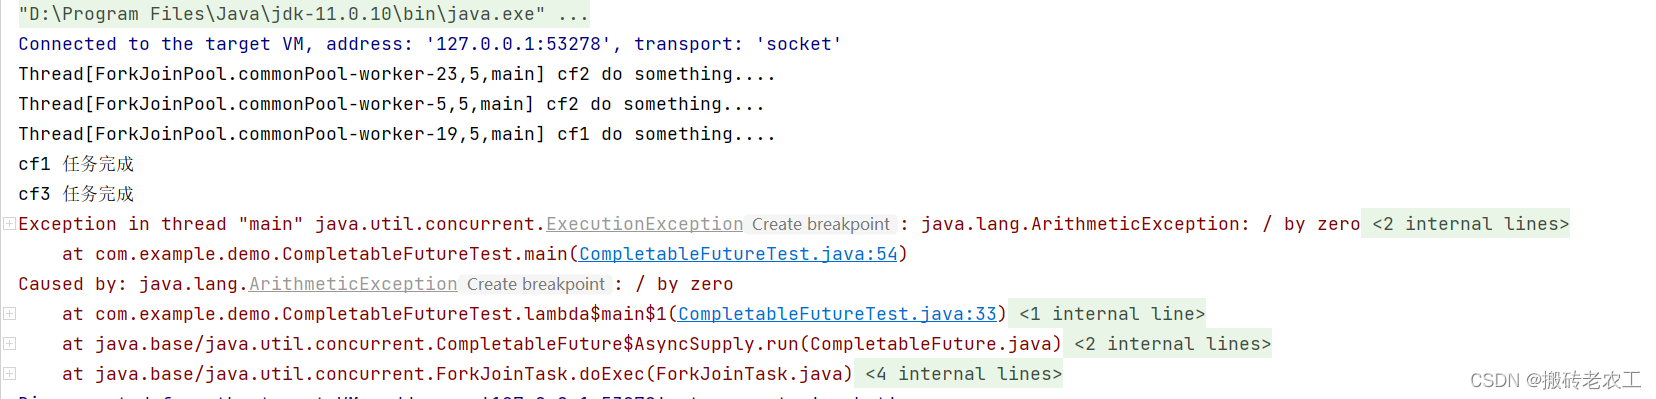 "D:\Program Files\Java\jdk-11.0.10\bin\java.exe" ...
Connected to the target VM, address: '127.0.0.1:53278', transport: 'socket'
Thread[ForkJoinPool.commonPool-worker-23,5,main] cf2 do something....
Thread[ForkJoinPool.commonPool-worker-5,5,main] cf2 do something....
Thread[ForkJoinPool.commonPool-worker-19,5,main] cf1 do something....
cf1 任务完成
cf3 任务完成
Exception in thread "main" java.util.concurrent.ExecutionException Create breakpoint : java.lang.ArithmeticException: / by zero <2 internal lines>
at com.example.demo.CompletableFutureTest.main(CompletableFutureTest.java:54)
Caused by: java.lang.ArithmeticException Create breakpoint : / by zero
at com.example.demo.CompletableFutureTest.lambda$main$1(CompletableFutureTest.java:33) <1 internal line>
at java.base/java.util.concurrent.CompletableFuture$AsyncSupply.run(CompletableFuture.java) <2 internal lines>
at java.base/java.util.concurrent.ForkJoinTask.doExec(ForkJoinTask.java) <4 internal lines>
CSDN @搬砖老农工